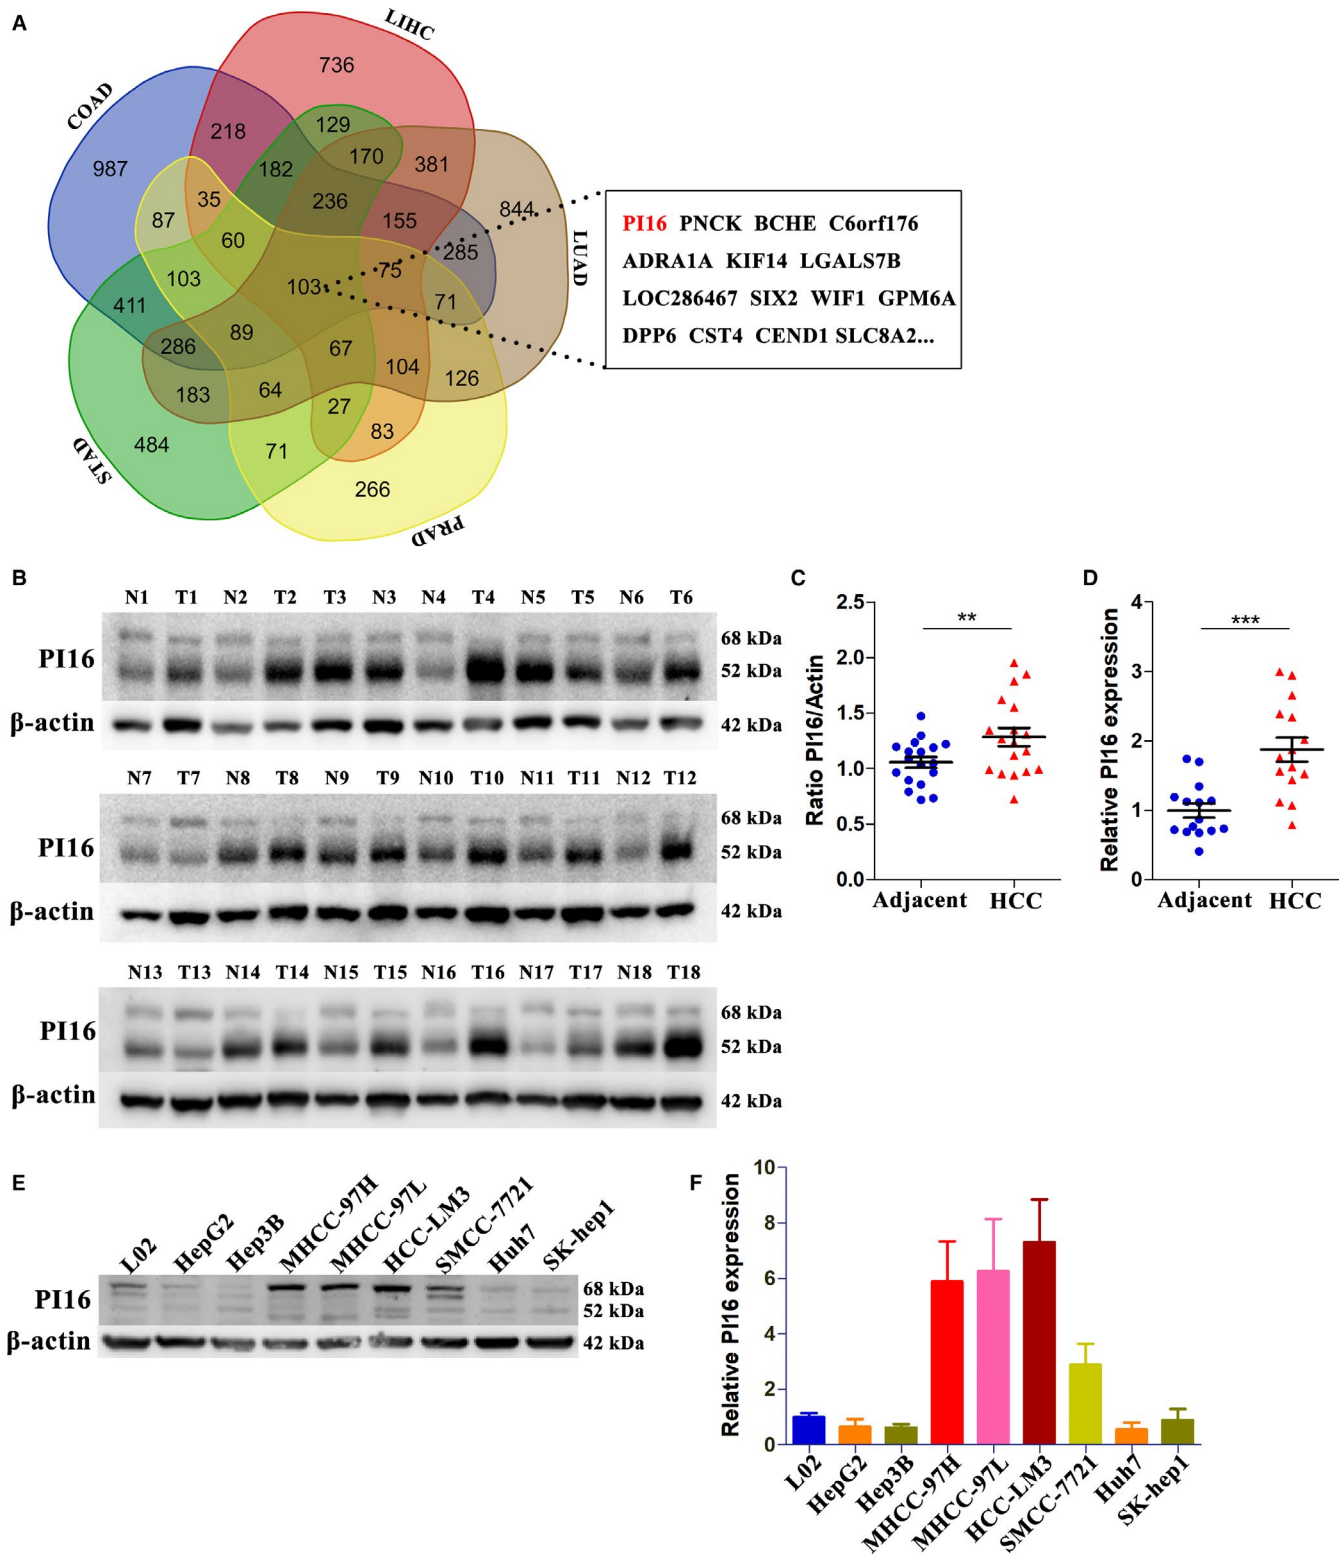 A
LIHC
COAD
LUAD
STAD
PRAD
736
129
218
182
170
381
987
35
236
155
844
87
60
285
103
103
75
71
411
89
286
67
104
126
183
64
27
484
71
83
266
PI16 PNCK BCHE C6orf176
ADRA1A KIF14 LGALS7B
LOC286467 SIX2 WIF1 GPM6A
DPP6 CST4 CEND1 SLC8A2...
B
N1 T1 N2 T2 T3 N3 N4 T4 N5 T5 N6 T6
PI16
68 kDa
52 kDa
β-actin
42 kDa
N7 T7 N8 T8 N9 T9 N10 T10 N11 T11 N12 T12
PI16
68 kDa
52 kDa
β-actin
42 kDa
N13 T13 N14 T14 N15 T15 N16 T16 N17 T17 N18 T18
PI16
68 kDa
52 kDa
β-actin
42 kDa
C
Ratio PI16/Actin
2.5
2.0
1.5
1.0
0.5
0.0
**
Adjacent HCC
D
Relative PI16 expression
4
3
2
1
0
***
Adjacent HCC
E
L02 HepG2 Hep3B MHCC-97H MHCC-97L HCC-LM3 SMCC-7721 Huh7 SK-hep1
PI16
68 kDa
52 kDa
β-actin
42 kDa
F
Relative PI16 expression
10
8
6
4
2
0
L02 HepG2 Hep3B MHCC-97H MHCC-97L HCC-LM3 SMCC-7721 Huh7 SK-hep1